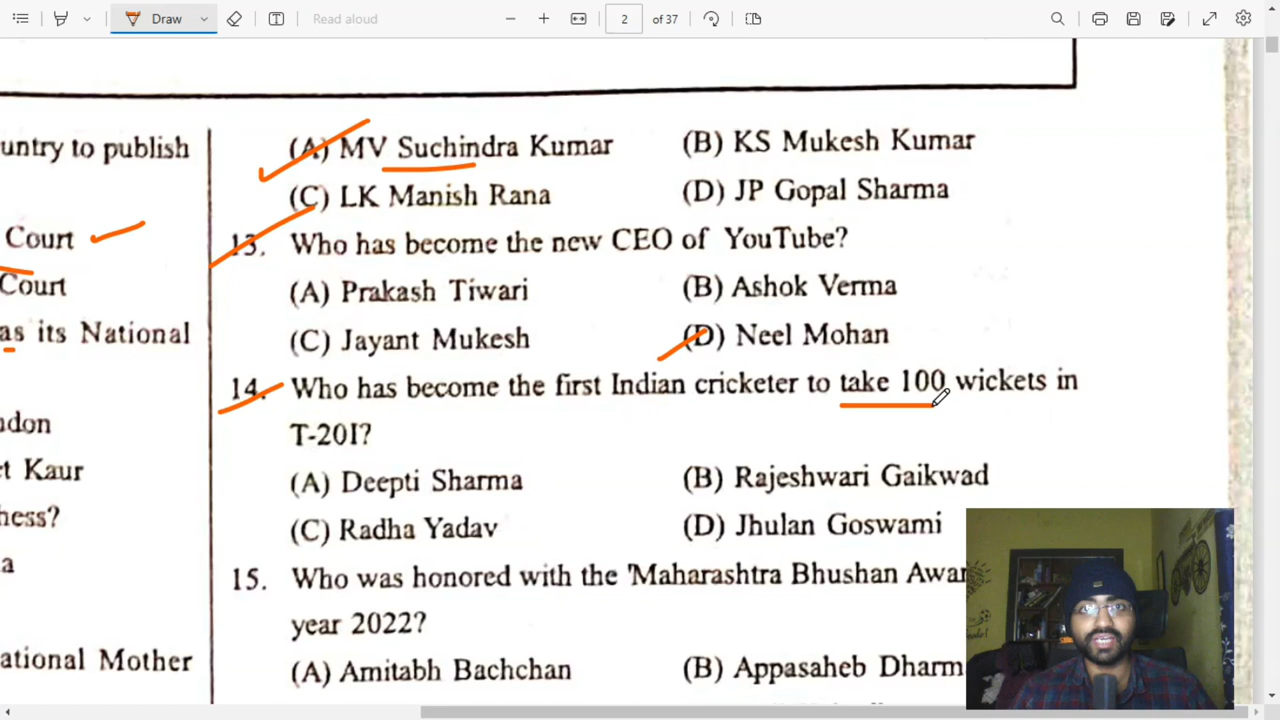 Draw
Read aloud
2
of 37
untry to publish
Court
Court
as its National
ndon
t Kaur
hess?
a
ational Mother
(A) MV Suchindra Kumar (B) KS Mukesh Kumar
(C) LK Manish Rana (D) JP Gopal Sharma
13. Who has become the new CEO of YouTube?
(A) Prakash Tiwari (B) Ashok Verma
(C) Jayant Mukesh (D) Neel Mohan
14. Who has become the first Indian cricketer to take 100 wickets in
T-20I?
(A) Deepti Sharma (B) Rajeshwari Gaikwad
(C) Radha Yadav (D) Jhulan Goswami
15. Who was honored with the 'Maharashtra Bhushan Awar
year 2022?
(A) Amitabh Bachchan (B) Appasaheb Dharm